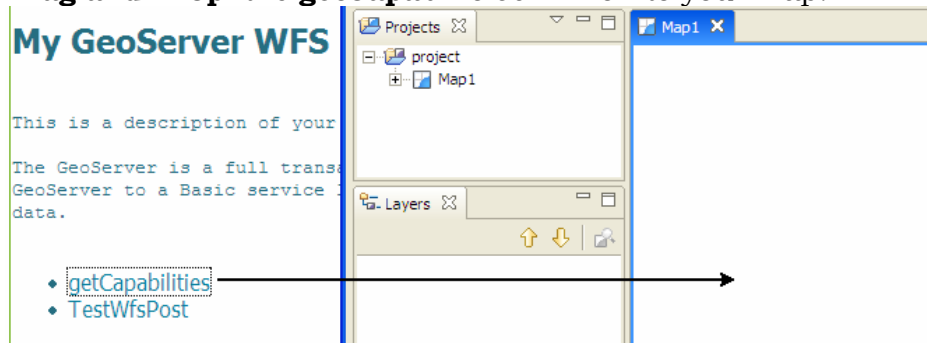 My GeoServer WFS
This is a description of your
The GeoServer is a full trans
GeoServer to a Basic service
data.
• getCapabilities
• TestWfsPost
Projects
project
Map1
Layers
Map1